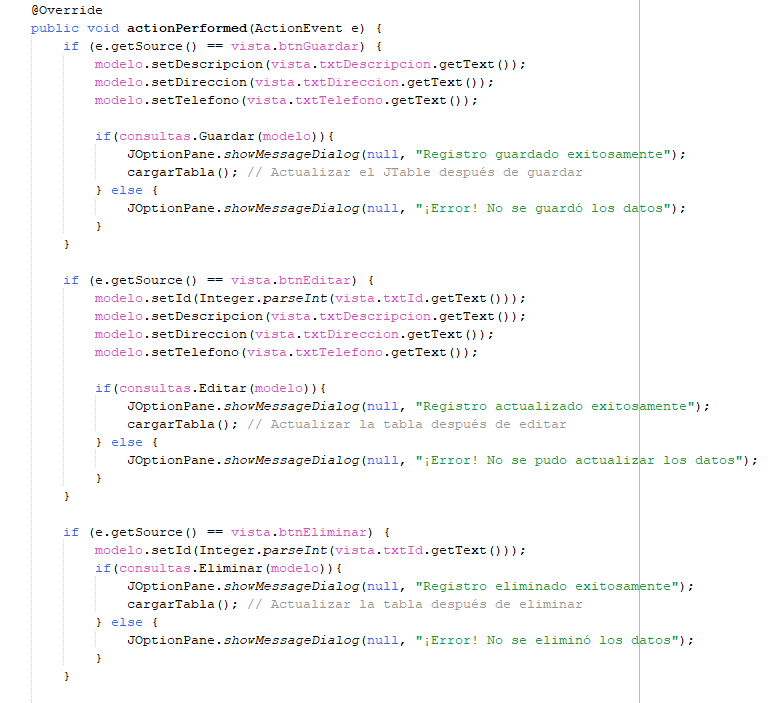 @Override
public void actionPerformed(ActionEvent e) {
    if (e.getSource() == vista.btnGuardar) {
        modelo.setDescripcion(vista.txtDescripcion.getText());
        modelo.setDireccion(vista.txtDireccion.getText());
        modelo.setTelefono(vista.txtTelefono.getText());

        if(consultas.Guardar(modelo)){
            JOptionPane.showMessageDialog(null, "Registro guardado exitosamente");
            cargarTabla(); // Actualizar el JTable después de guardar
        } else {
            JOptionPane.showMessageDialog(null, "¡Error! No se guardó los datos");
        }
    }

    if (e.getSource() == vista.btnEditar) {
        modelo.setId(Integer.parseInt(vista.txtId.getText()));
        modelo.setDescripcion(vista.txtDescripcion.getText());
        modelo.setDireccion(vista.txtDireccion.getText());
        modelo.setTelefono(vista.txtTelefono.getText());

        if(consultas.Editar(modelo)){
            JOptionPane.showMessageDialog(null, "Registro actualizado exitosamente");
            cargarTabla(); // Actualizar la tabla después de editar
        } else {
            JOptionPane.showMessageDialog(null, "¡Error! No se pudo actualizar los datos");
        }
    }

    if (e.getSource() == vista.btnEliminar) {
        modelo.setId(Integer.parseInt(vista.txtId.getText()));
        if(consultas.Eliminar(modelo)){
            JOptionPane.showMessageDialog(null, "Registro eliminado exitosamente");
            cargarTabla(); // Actualizar la tabla después de eliminar
        } else {
            JOptionPane.showMessageDialog(null, "¡Error! No se eliminó los datos");
        }
    }